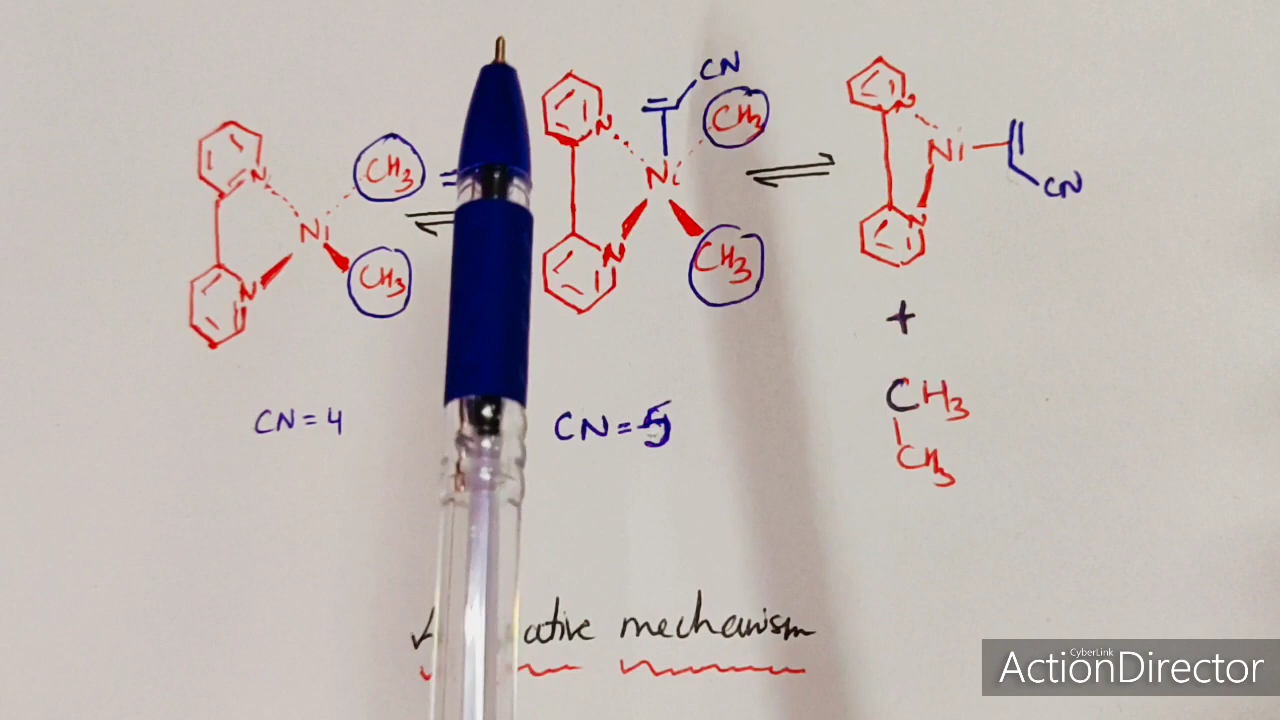 N
CH3
Ni
CH3
N
CN
N
CH3
Ni
CH3
N
N
Ni
CN
N
+
CH3
CH3
CN = 4
CN = 5
mechanism
CyberLink
ActionDirector